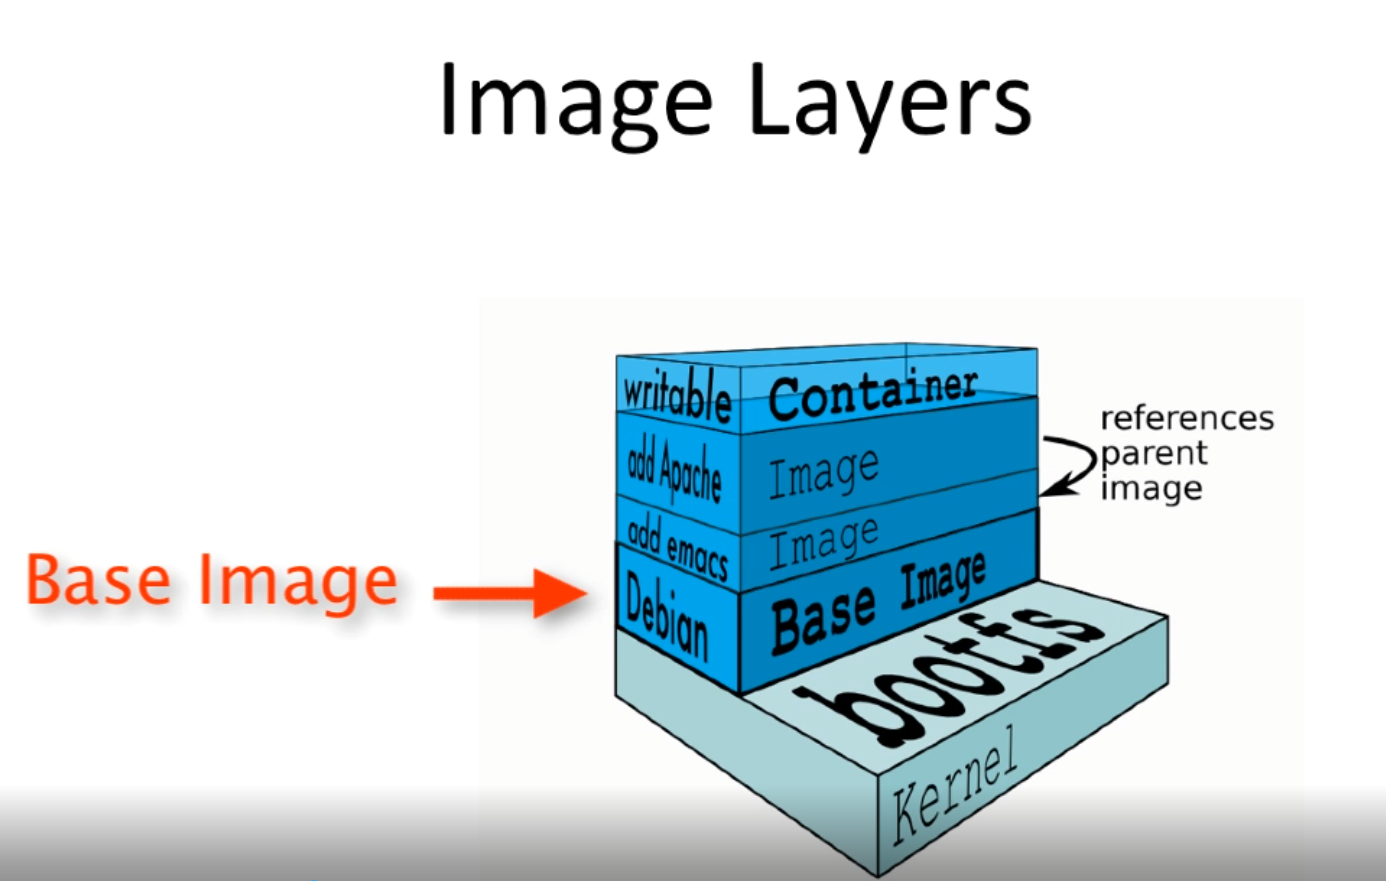 Image Layers
writable Container
add Apache Image
references
parent
image
add emacs Image
Base Image
Debian Base Image
bootfs
Kernel